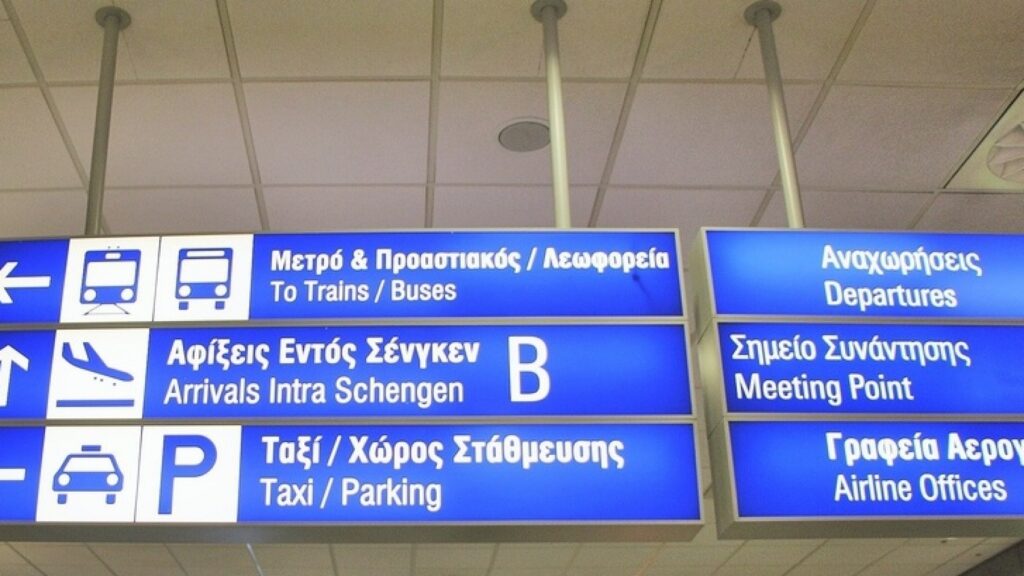 Μετρό & Προαστιακός / Λεωφορεία
To Trains / Buses
Αφίξεις Εντός Σένγκεν
Arrivals Intra Schengen
B
P
Ταξί / Χώρος Στάθμευσης
Taxi / Parking
Αναχωρήσεις
Departures
Σημείο Συνάντησης
Meeting Point
Γραφεία
Airline Offices